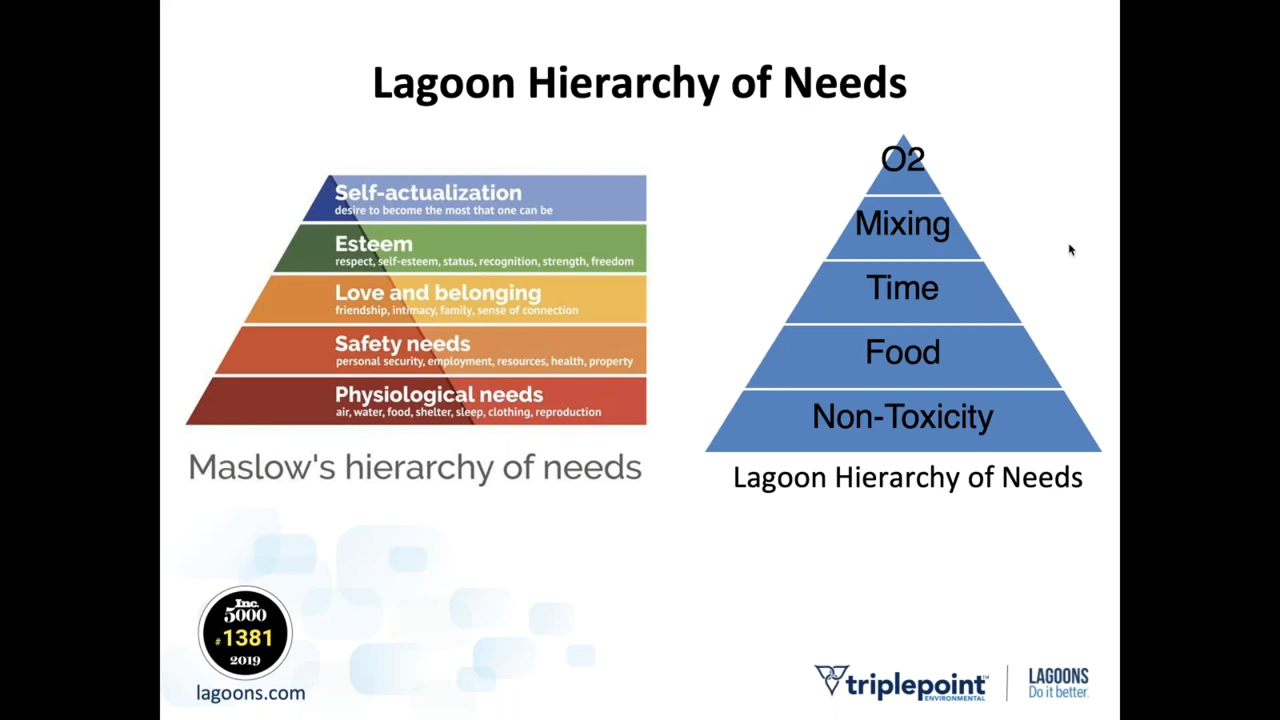 Lagoon Hierarchy of Needs
Self-actualization
desire to become the most that one can be
Esteem
respect, self-esteem, status, recognition, strength, freedom
Love and belonging
friendship, intimacy, family, sense of connection
Safety needs
personal security, employment, resources, health, property
Physiological needs
air, water, food, shelter, sleep, clothing, reproduction
Maslow's hierarchy of needs
O2
Mixing
Time
Food
Non-Toxicity
Lagoon Hierarchy of Needs
Inc.
5000
#1381
2019
lagoons.com
triplepoint™
ENVIRONMENTAL
LAGOONS
Do it better.